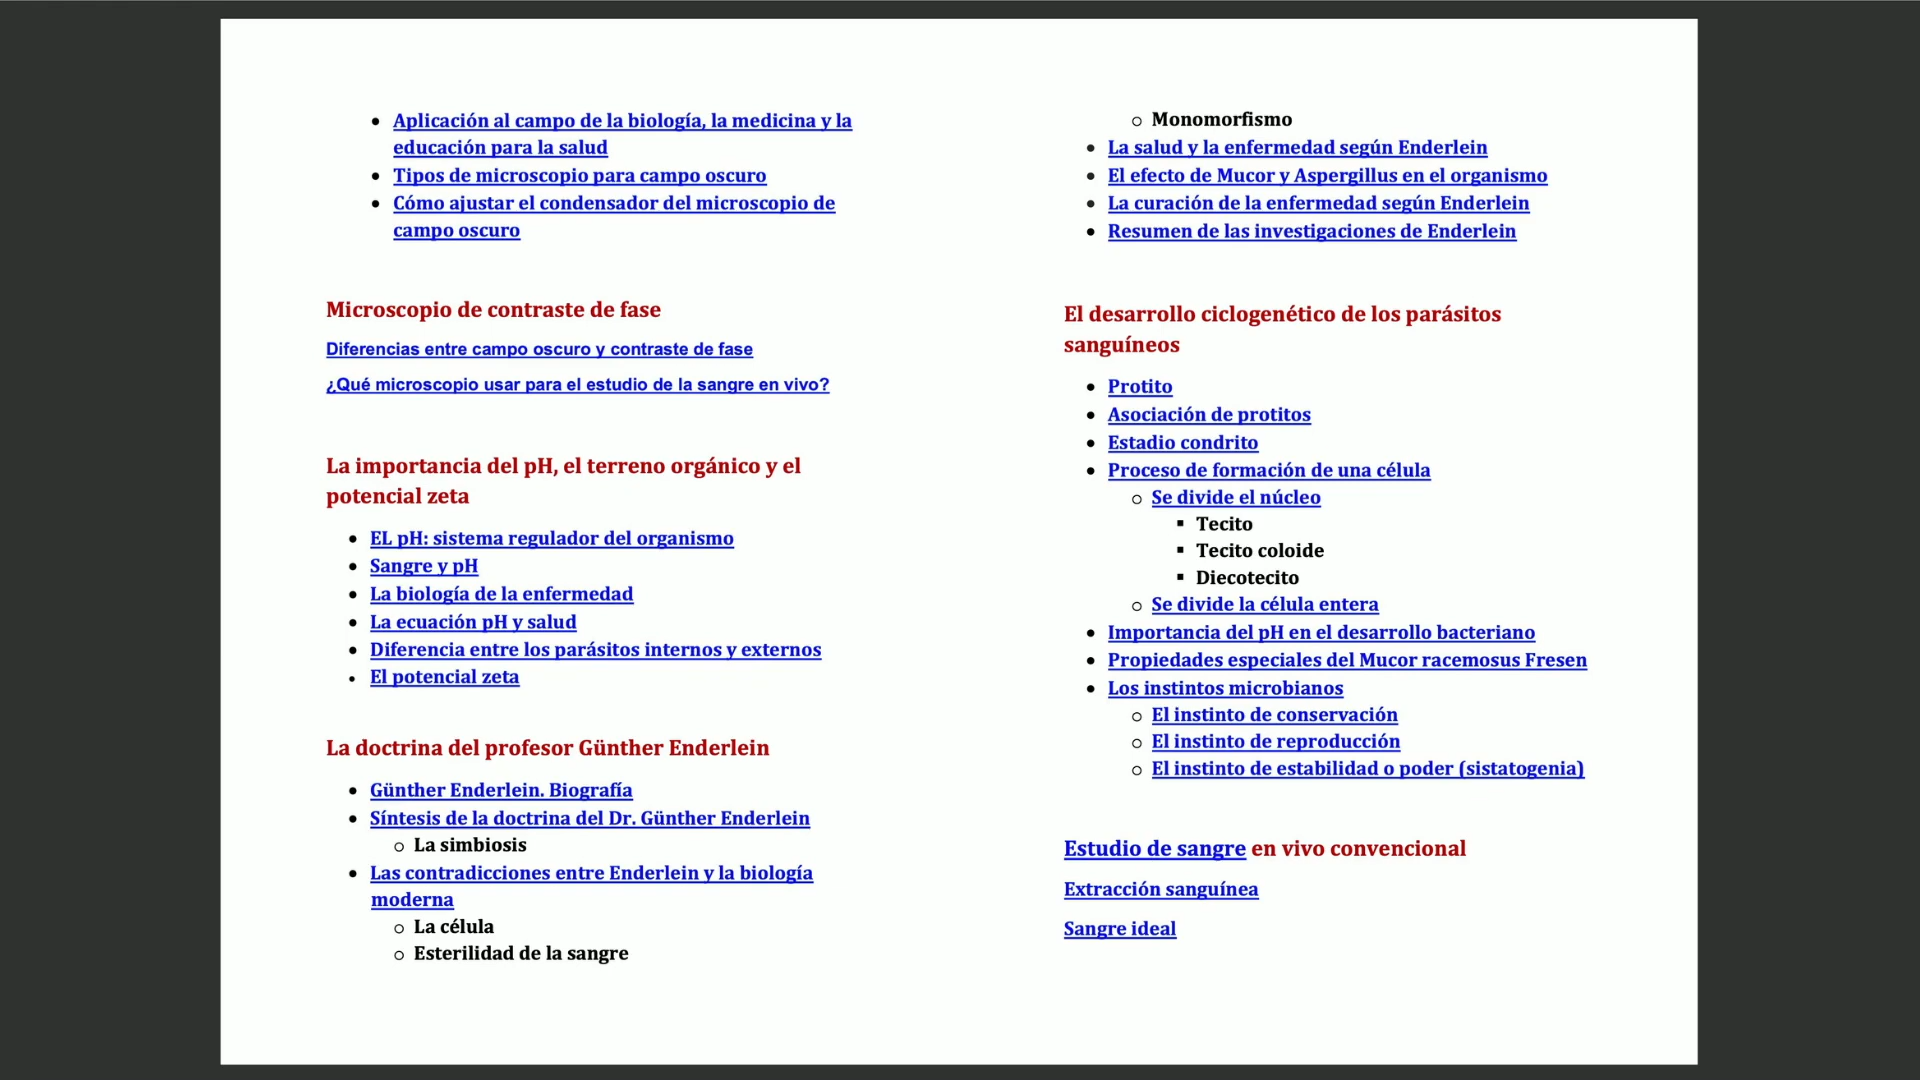 Aplicación al campo de la biología, la medicina y la
educación para la salud
Tipos de microscopio para campo oscuro
Cómo ajustar el condensador del microscopio de
campo oscuro
Microscopio de contraste de fase
Diferencias entre campo oscuro y contraste de fase
¿Qué microscopio usar para el estudio de la sangre en vivo?
La importancia del pH, el terreno orgánico y el
potencial zeta
EL pH: sistema regulador del organismo
Sangre y pH
La biología de la enfermedad
La ecuación pH y salud
Diferencia entre los parásitos internos y externos
El potencial zeta
La doctrina del profesor Günther Enderlein
Günther Enderlein. Biografía
Síntesis de la doctrina del Dr. Günther Enderlein
La simbiosis
Las contradicciones entre Enderlein y la biología
moderna
La célula
Esterilidad de la sangre
Monomorfismo
La salud y la enfermedad según Enderlein
El efecto de Mucor y Aspergillus en el organismo
La curación de la enfermedad según Enderlein
Resumen de las investigaciones de Enderlein
El desarrollo ciclogenético de los parásitos
sanguíneos
Protito
Asociación de protitos
Estadio condrito
Proceso de formación de una célula
Se divide el núcleo
Tecito
Tecito coloide
Diecotecito
Se divide la célula entera
Importancia del pH en el desarrollo bacteriano
Propiedades especiales del Mucor racemosus Fresen
Los instintos microbianos
El instinto de conservación
El instinto de reproducción
El instinto de estabilidad o poder (sistatogenia)
Estudio de sangre en vivo convencional
Extracción sanguínea
Sangre ideal